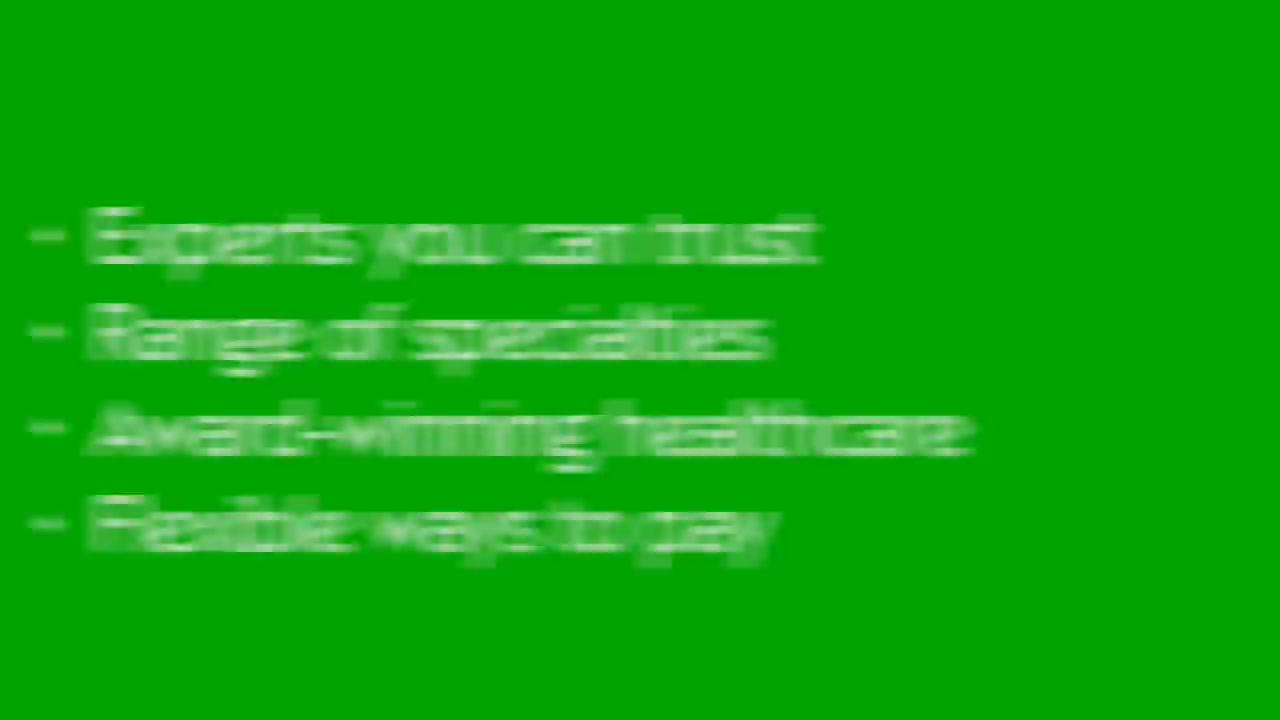 - Experts you can trust
- Range of specialties
- Award-winning healthcare
- Flexible ways to pay